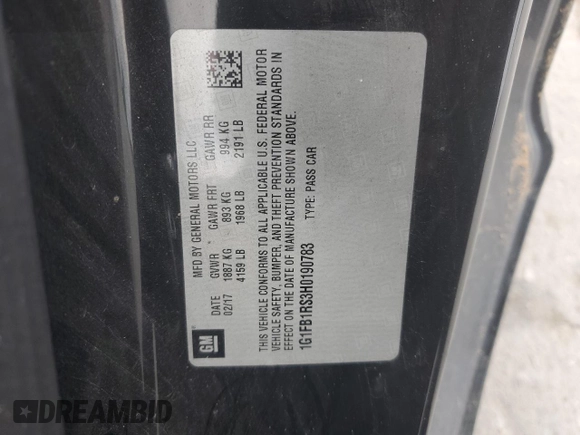 MFD BY GENERAL MOTORS LLC
DATE GVWR GAWR FRT GAWR RR
02/17 1887 KG 893 KG 994 KG
4159 LB 1968 LB 2191 LB
THIS VEHICLE CONFORMS TO ALL APPLICABLE U.S. FEDERAL MOTOR
VEHICLE SAFETY, BUMPER, AND THEFT PREVENTION STANDARDS IN
EFFECT ON THE DATE OF MANUFACTURE SHOWN ABOVE.
1G1FB1RS3H0190783 TYPE: PASS CAR
GM
DREAMBID